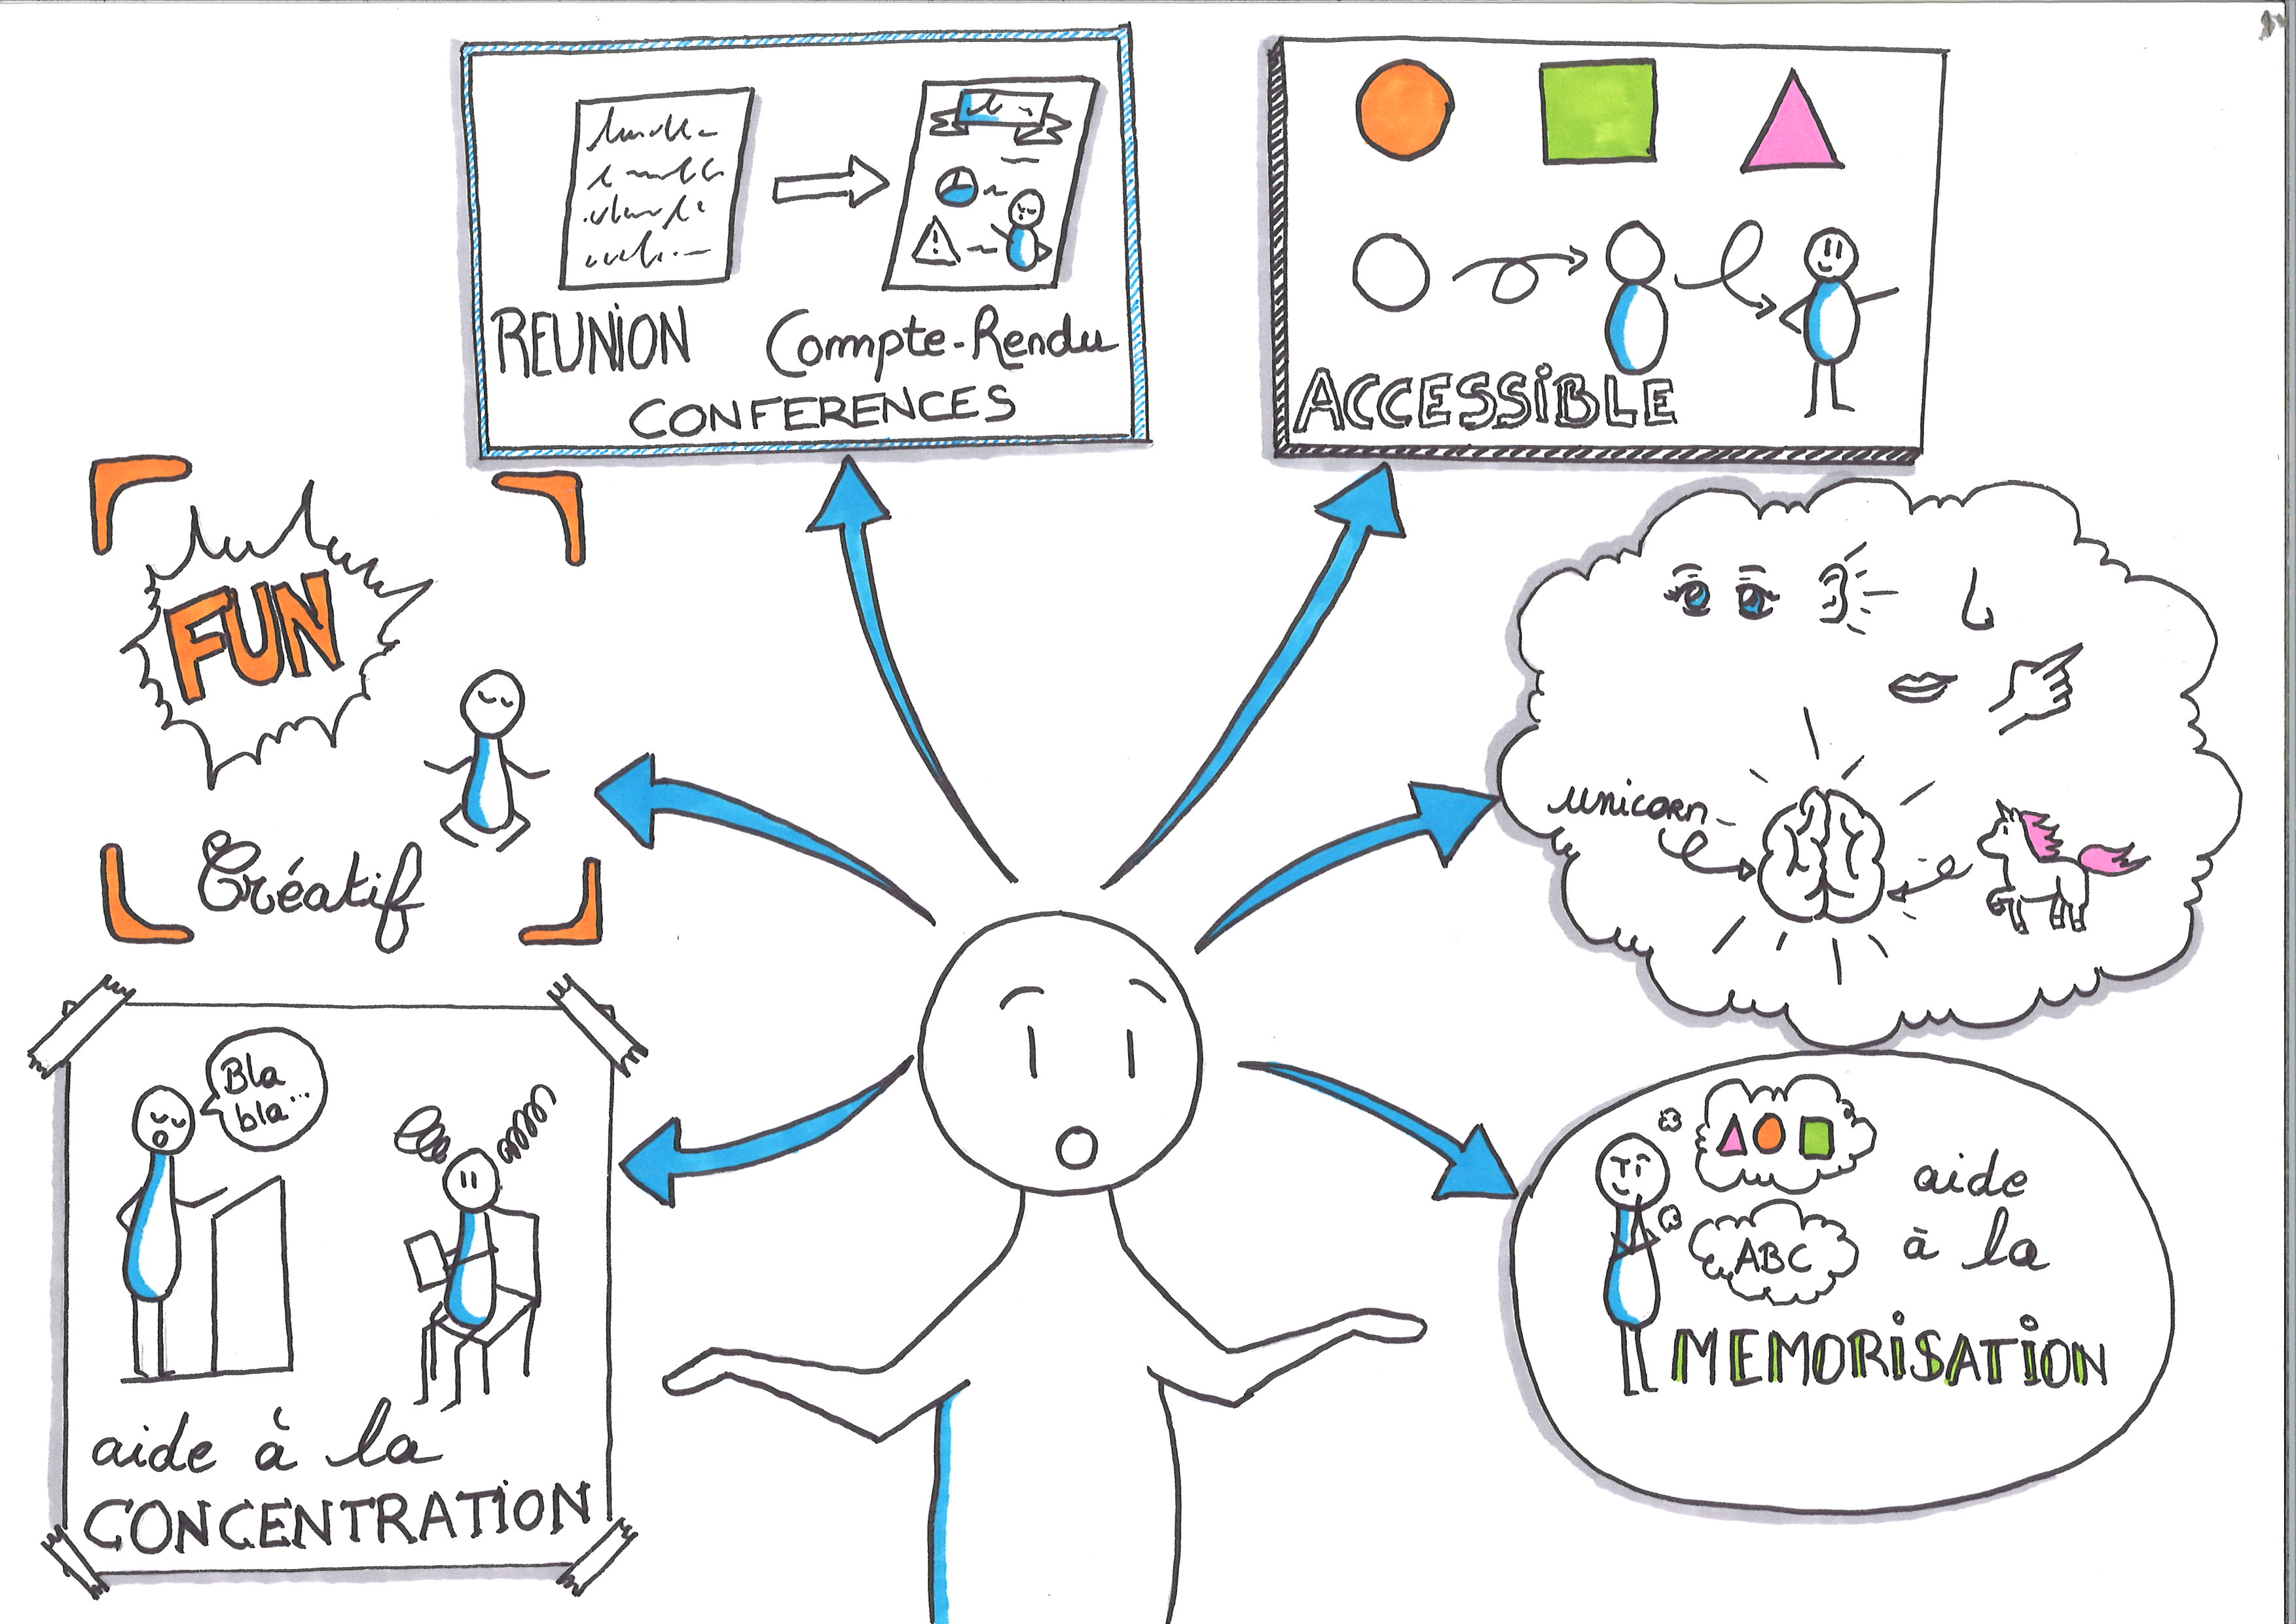 REUNION
Compte-Rendu
CONFERENCES
ACCESSIBLE
FUN
Créatif
unicorn
Bla
bla...
aide à la
CONCENTRATION
ABC
aide
à la
MEMORISATION